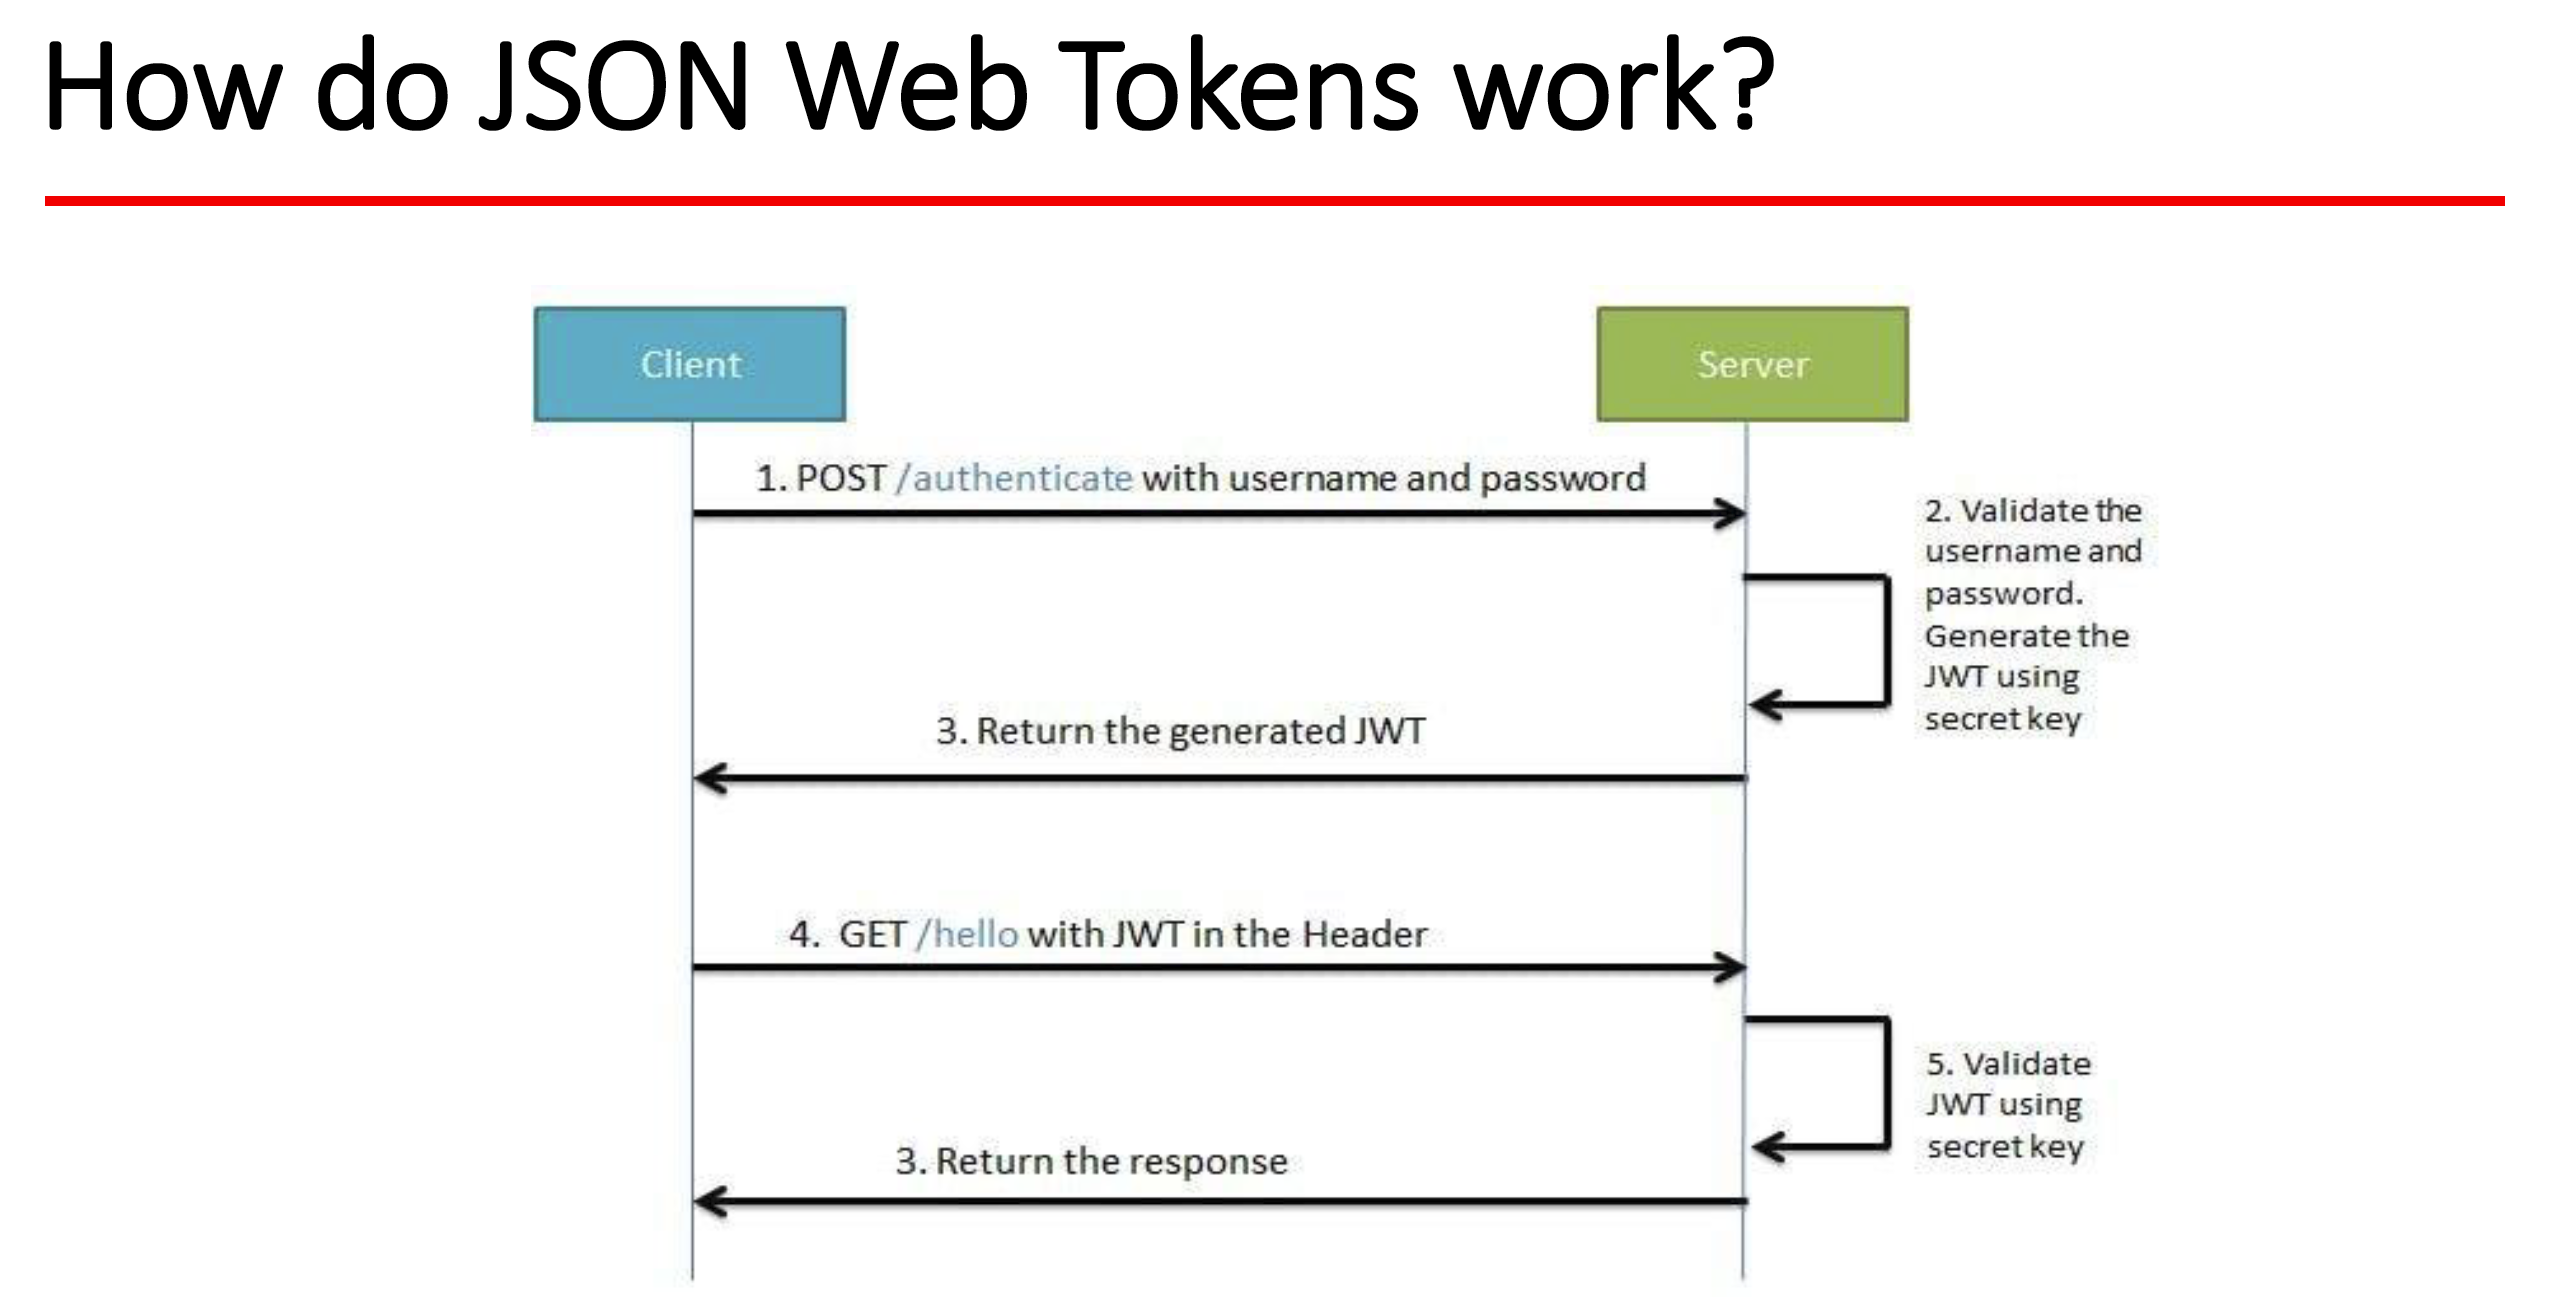 How do JSON Web Tokens work?
Client
Server
1. POST /authenticate with username and password
2. Validate the
username and
password.
Generate the
JWT using
secret key
3. Return the generated JWT
4. GET /hello with JWT in the Header
5. Validate
JWT using
secret key
3. Return the response